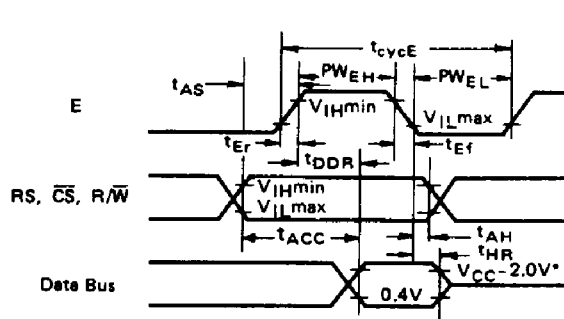 tcycE
PWEH
PWEL
tAS
E
VIHmin
VILmax
tEr
tEf
tDDR
RS, C̅S̅, R/W̅
VIHmin
VILmax
tACC
tAH
tHR
VCC-2.0V*
Data Bus
0.4V